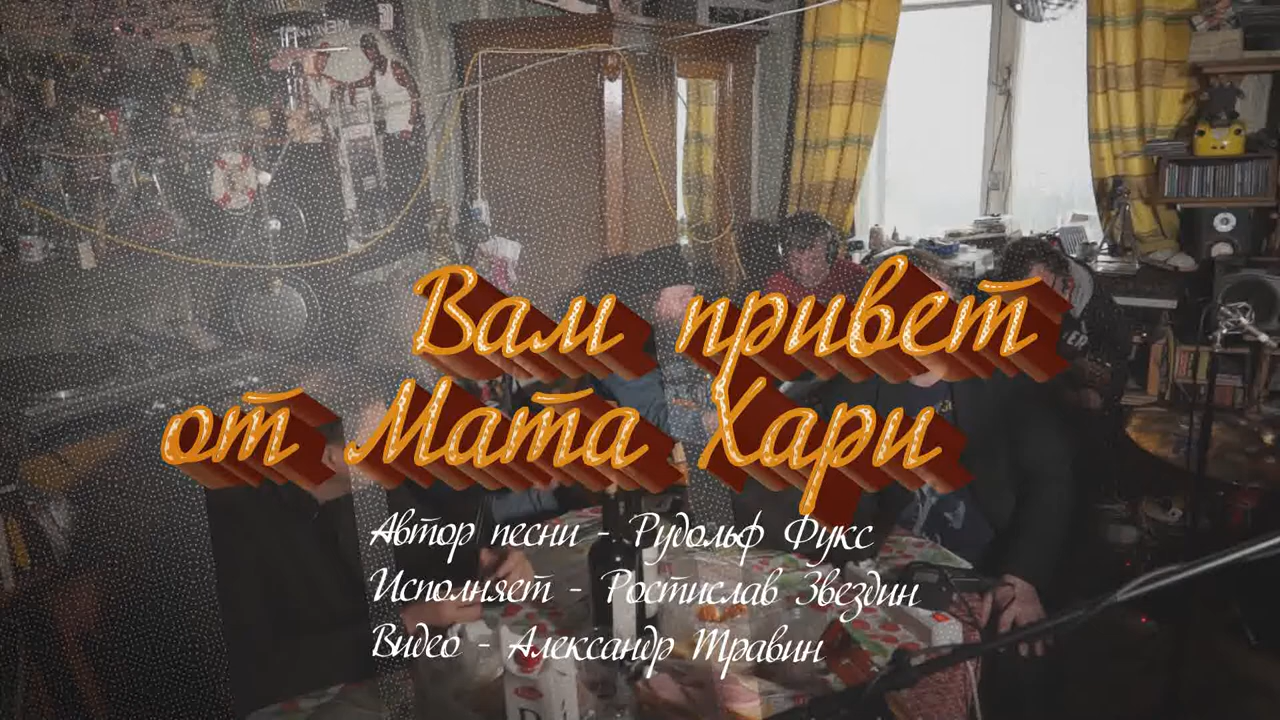 Вам привет
от Мата Хари
Автор песни - Рудольф Фукс
Исполняет - Ростислав Звездин
Видео - Александр Травин